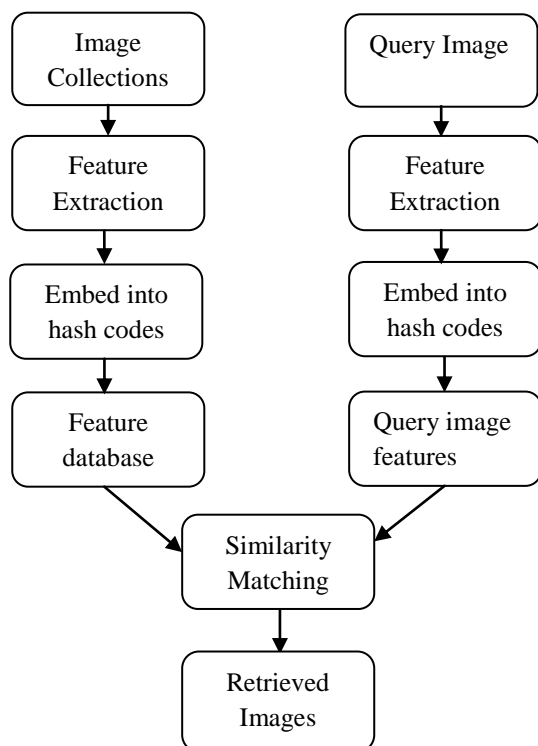 Image
Collections
Feature
Extraction
Embed into
hash codes
Feature
database
Query Image
Feature
Extraction
Embed into
hash codes
Query image
features
Similarity
Matching
Retrieved
Images